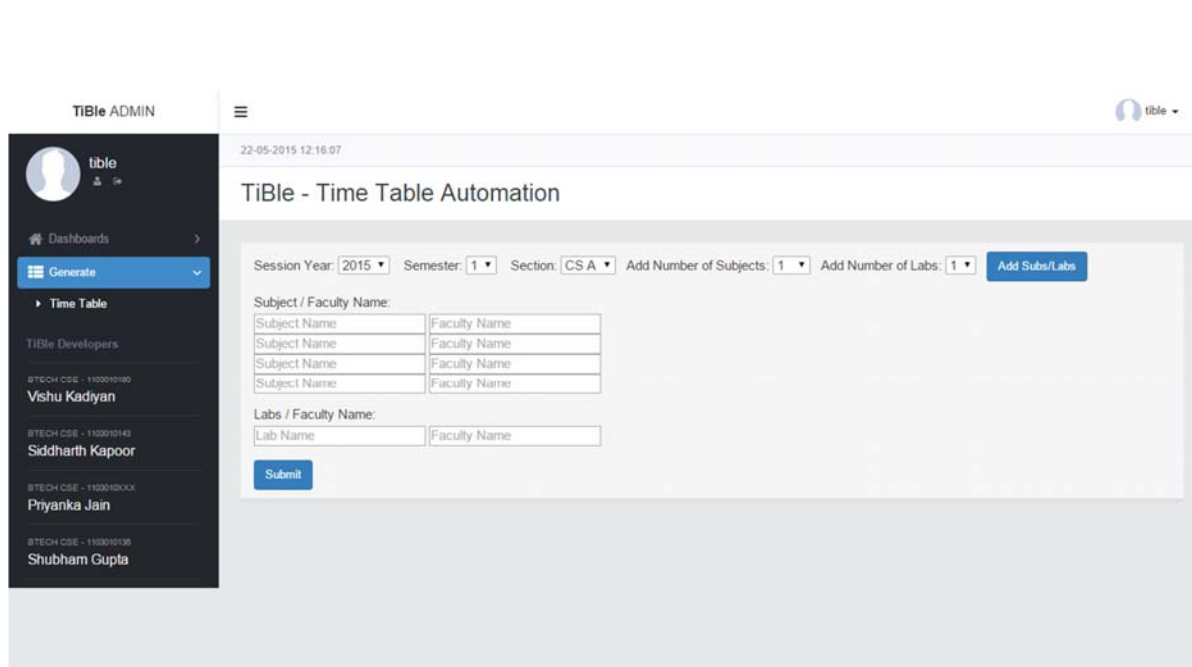 TiBle ADMIN
tible
22-05-2015 12:16:07
tible
TiBle - Time Table Automation
Dashboards
Generate
Time Table
TiBle Developers
BTECH CSE - 1103010180
Vishu Kadiyan
BTECH CSE - 1103010143
Siddharth Kapoor
BTECH CSE - 1103010XXX
Priyanka Jain
BTECH CSE - 1103010138
Shubham Gupta
Session Year: 2015 Semester: 1 Section: CS A Add Number of Subjects: 1 Add Number of Labs: 1 Add Subs/Labs
Subject / Faculty Name:
Subject Name Faculty Name
Subject Name Faculty Name
Subject Name Faculty Name
Subject Name Faculty Name
Labs / Faculty Name:
Lab Name Faculty Name
Submit